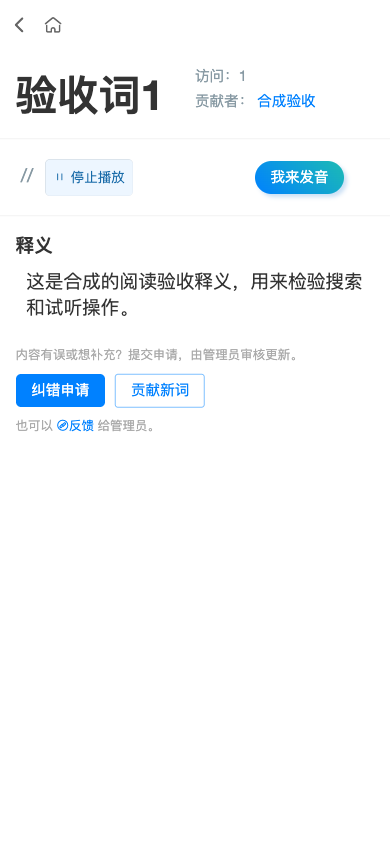 验收词1
访问：1
贡献者： 合成验收
//
停止播放
我来发音
释义
这是合成的阅读验收释义，用来检验搜索
和试听操作。
内容有误或想补充？提交申请，由管理员审核更新。
纠错申请
贡献新词
也可以 反馈 给管理员。